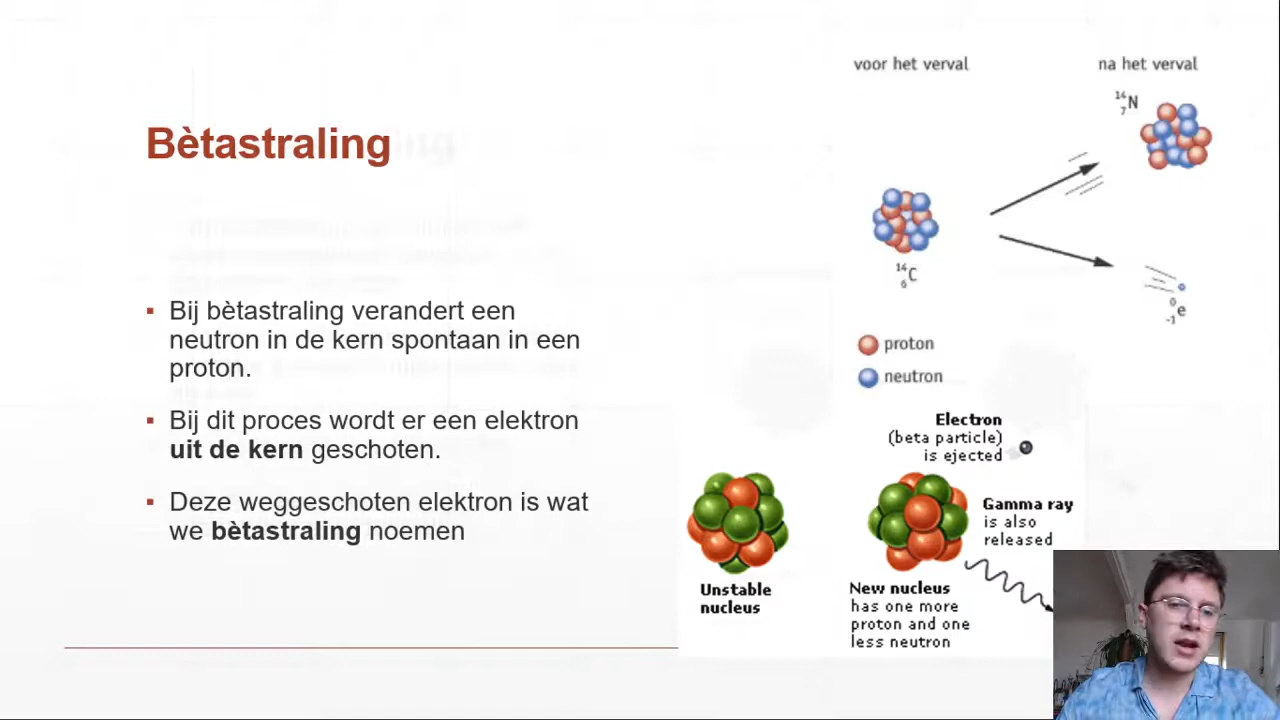 Bètastraling
▪ Bij bètastraling verandert een
neutron in de kern spontaan in een
proton.
▪ Bij dit proces wordt er een elektron
uit de kern geschoten.
▪ Deze weggeschoten elektron is wat
we bètastraling noemen
voor het verval
na het verval
14 7 N
14 6 C
0 -1 e
proton
neutron
Electron
(beta particle)
is ejected
Gamma ray
is also
released
Unstable
nucleus
New nucleus
has one more
proton and one
less neutron